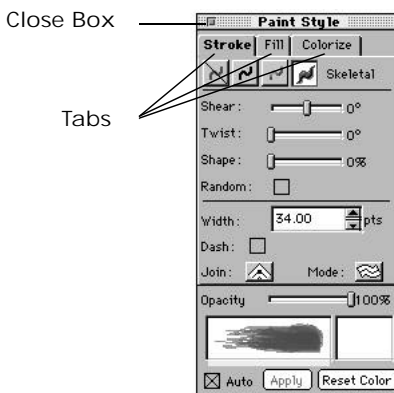 Close Box
Paint Style
Stroke Fill Colorize
Skeletal
Tabs
Shear: 0°
Twist: 0°
Shape: 0%
Random:
Width: 34.00 pts
Dash:
Join: Mode:
Opacity 100%
Auto Apply Reset Color